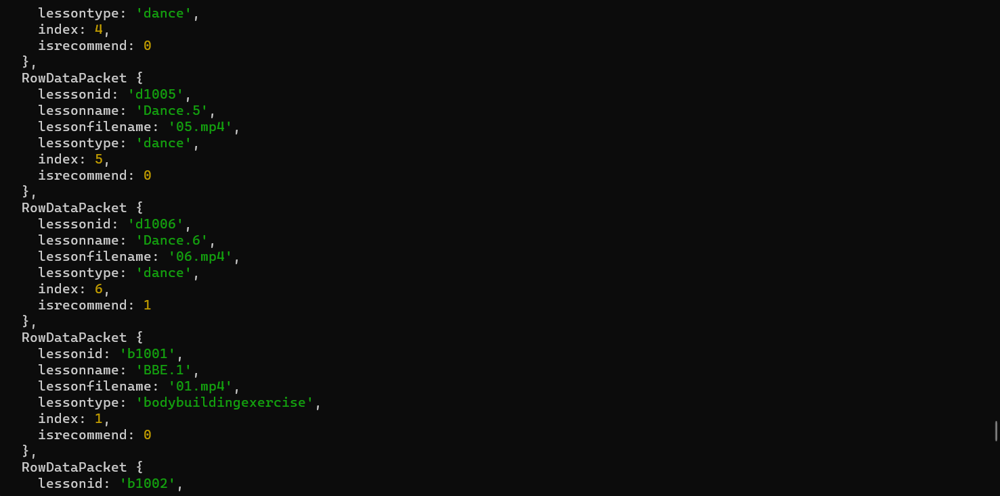 lessontype: 'dance',
index: 4,
isrecommend: 0
},
RowDataPacket {
lesssonid: 'd1005',
lessonname: 'Dance.5',
lessonfilename: '05.mp4',
lessontype: 'dance',
index: 5,
isrecommend: 0
},
RowDataPacket {
lesssonid: 'd1006',
lessonname: 'Dance.6',
lessonfilename: '06.mp4',
lessontype: 'dance',
index: 6,
isrecommend: 1
},
RowDataPacket {
lessonid: 'b1001',
lessonname: 'BBE.1',
lessonfilename: '01.mp4',
lessontype: 'bodybuildingexercise',
index: 1,
isrecommend: 0
},
RowDataPacket {
lessonid: 'b1002',